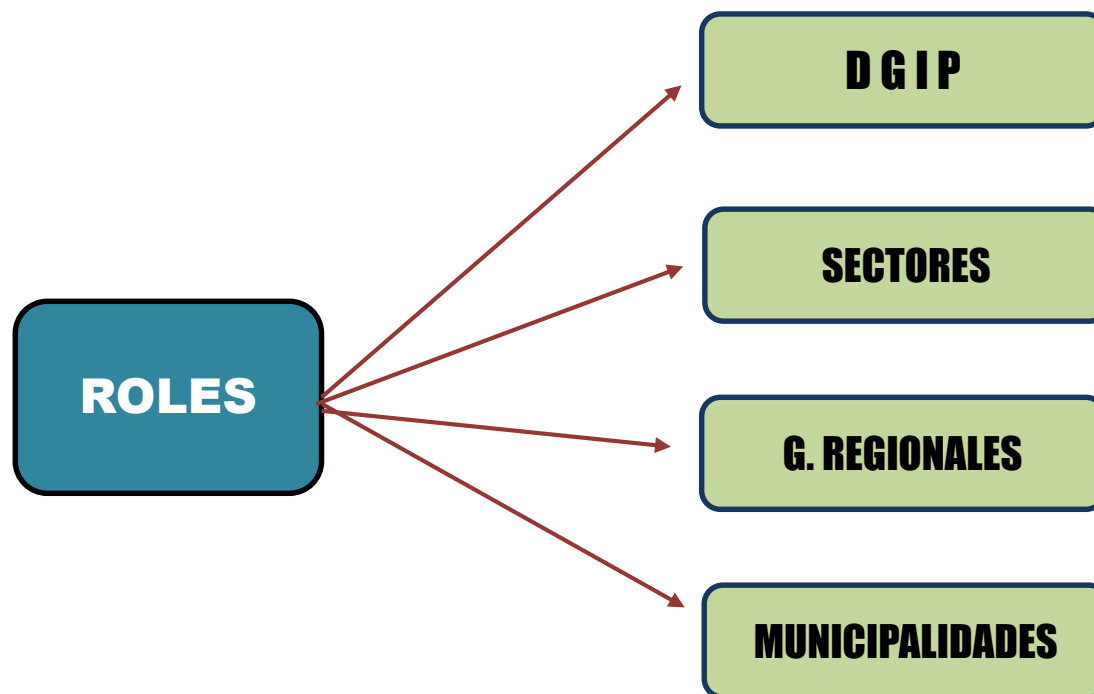 D G I P
SECTORES
ROLES
G. REGIONALES
MUNICIPALIDADES